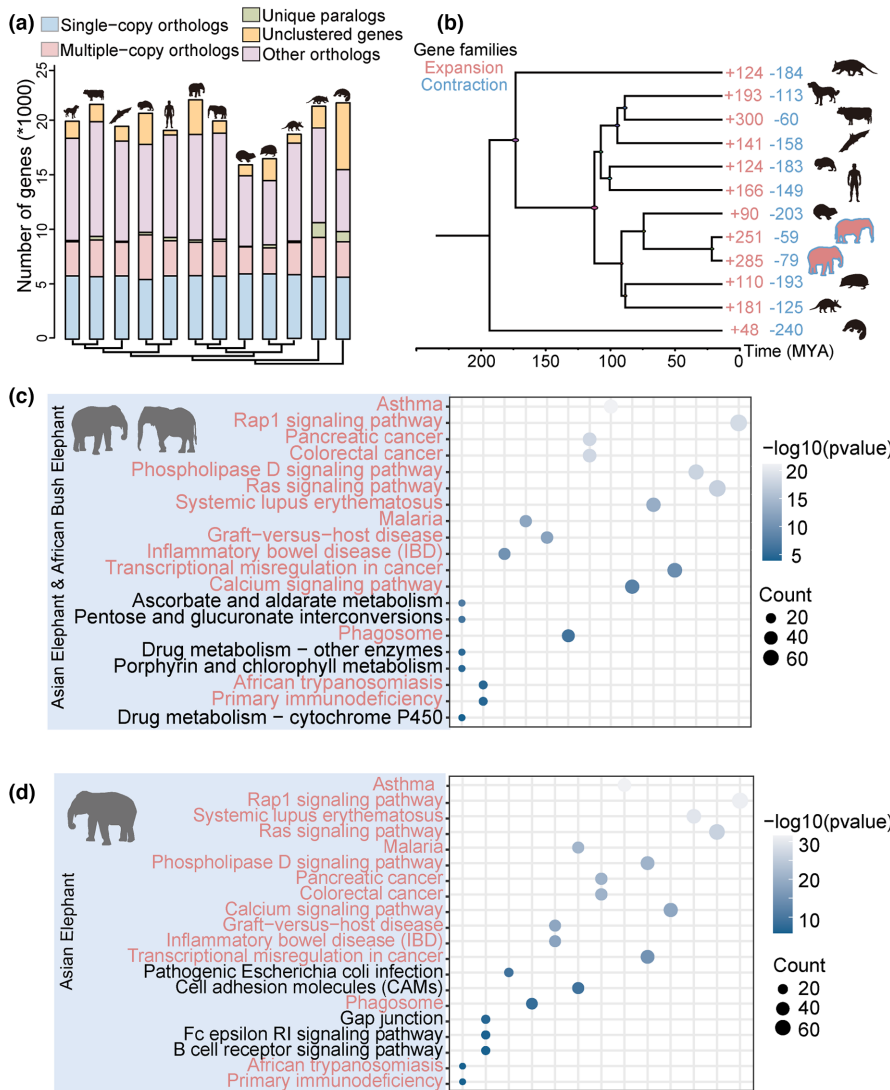 (a)
Single−copy orthologs
Multiple−copy orthologs
Unique paralogs
Unclustered genes
Other orthologs
Number of genes (*1000)
25
20
15
10
5
0
(b)
Gene families
Expansion
Contraction
+124 -184
+193 -113
+300 -60
+141 -158
+124 -183
+166 -149
+90 -203
+251 -59
+285 -79
+110 -193
+181 -125
+48 -240
200 150 100 50 0
Time (MYA)
(c)
Asian Elephant & African Bush Elephant
Asthma
Rap1 signaling pathway
Pancreatic cancer
Colorectal cancer
Phospholipase D signaling pathway
Ras signaling pathway
Systemic lupus erythematosus
Malaria
Graft−versus−host disease
Inflammatory bowel disease (IBD)
Transcriptional misregulation in cancer
Calcium signaling pathway
Ascorbate and aldarate metabolism
Pentose and glucuronate interconversions
Phagosome
Drug metabolism − other enzymes
Porphyrin and chlorophyll metabolism
African trypanosomiasis
Primary immunodeficiency
Drug metabolism − cytochrome P450
−log10(pvalue)
20
15
10
5
Count
20
40
60
(d)
Asian Elephant
Asthma
Rap1 signaling pathway
Systemic lupus erythematosus
Ras signaling pathway
Malaria
Phospholipase D signaling pathway
Pancreatic cancer
Colorectal cancer
Calcium signaling pathway
Graft−versus−host disease
Inflammatory bowel disease (IBD)
Transcriptional misregulation in cancer
Pathogenic Escherichia coli infection
Cell adhesion molecules (CAMs)
Phagosome
Gap junction
Fc epsilon RI signaling pathway
B cell receptor signaling pathway
African trypanosomiasis
Primary immunodeficiency
−log10(pvalue)
30
20
10
Count
20
40
60